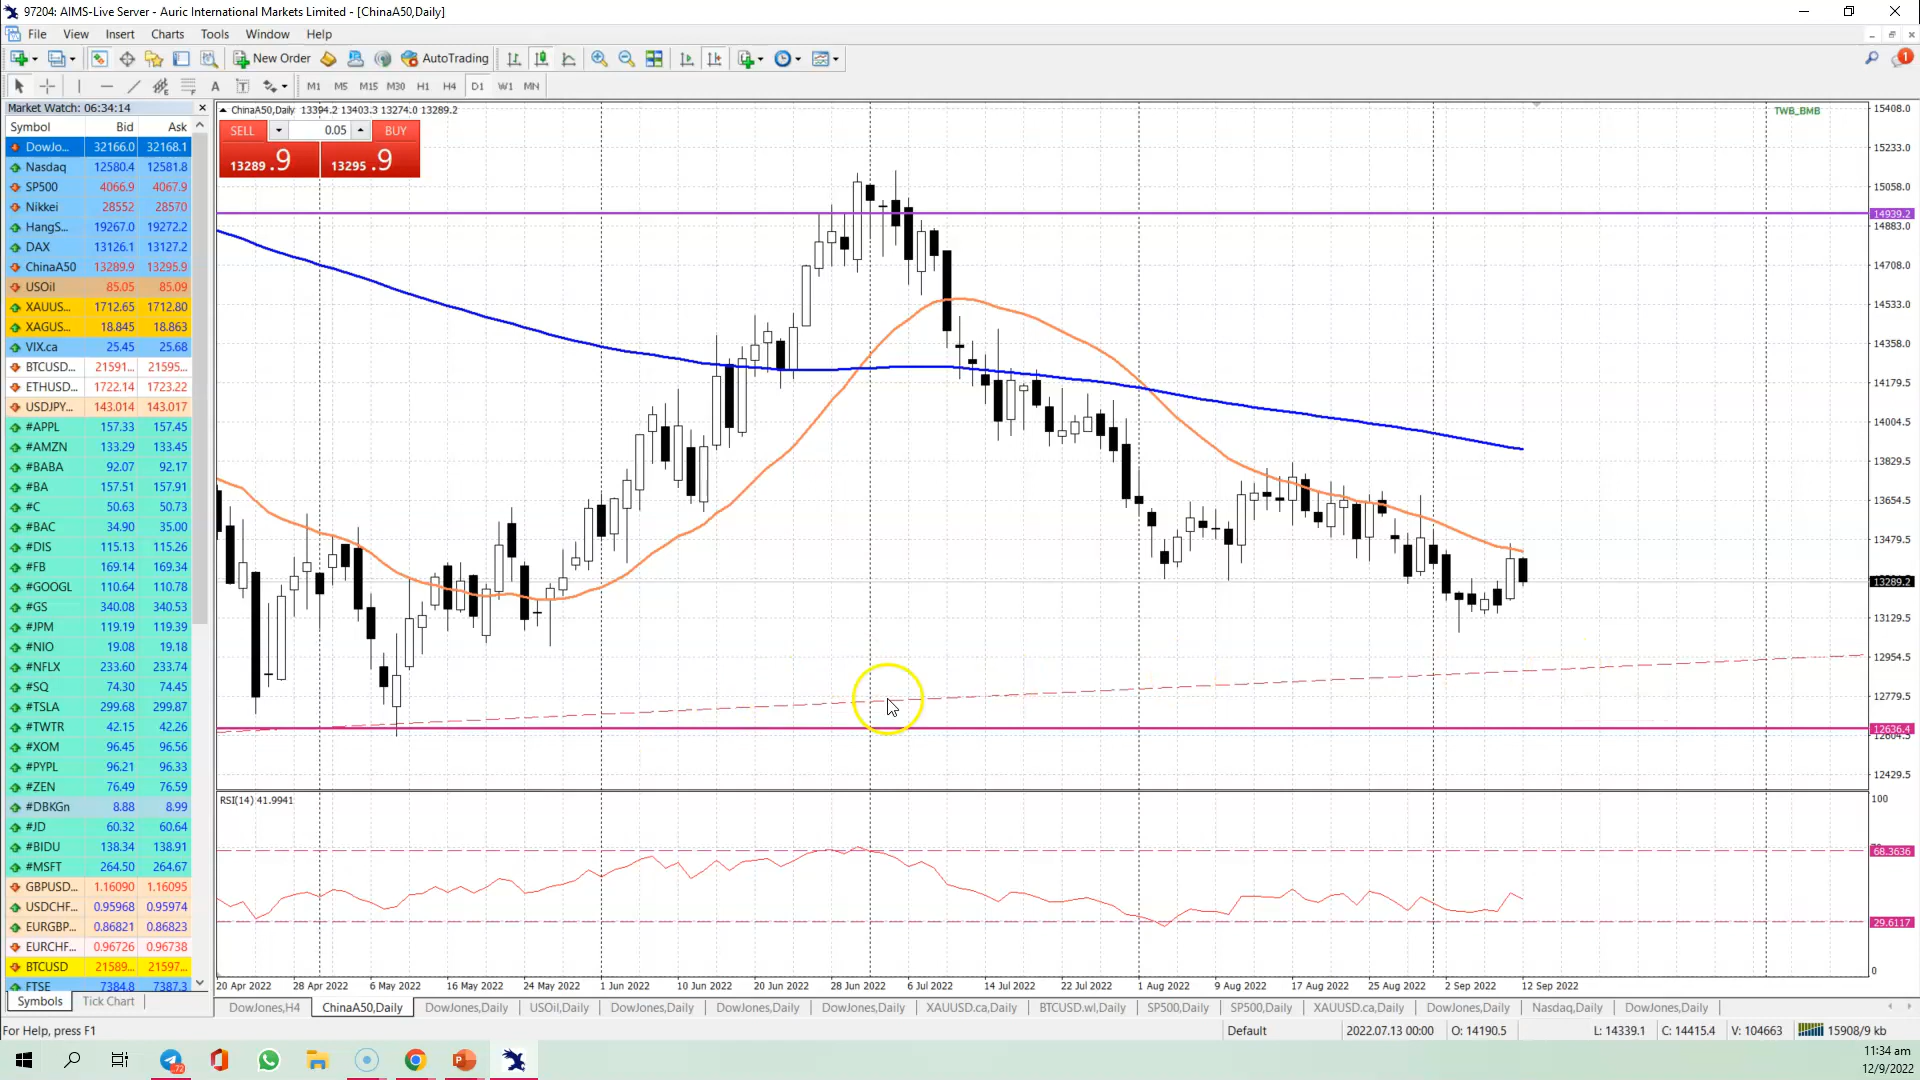 97204: AIMS-Live Server - Auric International Markets Limited - [ChinaA50,Daily]
File View Insert Charts Tools Window Help
New Order AutoTrading
A T M1 M5 M15 M30 H1 H4 D1 W1 MN
Market Watch: 06:34:14
Symbol Bid Ask
DowJo... 32166.0 32168.1
Nasdaq 12580.4 12581.8
SP500 4066.9 4067.9
Nikkei 28552 28570
HangS... 19267.0 19272.2
DAX 13126.1 13127.2
ChinaA50 13289.9 13295.9
USOil 85.05 85.09
XAUUS... 1712.65 1712.80
XAGUS... 18.845 18.863
VIX.ca 25.45 25.68
BTCUSD... 21591... 21595...
ETHUSD... 1722.14 1723.22
USDJPY... 143.014 143.017
#APPL 157.33 157.45
#AMZN 133.29 133.45
#BABA 92.07 92.17
#BA 157.51 157.91
#C 50.63 50.73
#BAC 34.90 35.00
#DIS 115.13 115.26
#FB 169.14 169.34
#GOOGL 110.64 110.78
#GS 340.08 340.53
#JPM 119.19 119.39
#NIO 19.08 19.18
#NFLX 233.60 233.74
#SQ 74.30 74.45
#TSLA 299.68 299.87
#TWTR 42.15 42.26
#XOM 96.45 96.56
#PYPL 96.21 96.33
#ZEN 76.49 76.59
#DBKGn 8.88 8.99
#JD 60.32 60.64
#BIDU 138.34 138.91
#MSFT 264.50 264.67
GBPUSD... 1.16090 1.16095
USDCHF... 0.95968 0.95974
EURGBP... 0.86821 0.86823
EURCHF... 0.96726 0.96738
BTCUSD 21589... 21597...
FTSE 7384.8 7387.3
Symbols Tick Chart
ChinaA50,Daily 13394.2 13403.3 13274.0 13289.2
SELL 0.05 BUY
13289 .9 13295 .9
TWB_BMB
15408.0
15233.0
15058.0
14939.2
14883.0
14708.0
14533.0
14358.0
14179.5
14004.5
13829.5
13654.5
13479.5
13289.2
13129.5
12954.5
12779.5
12636.4
12604.5
12429.5
RSI(14) 41.9941
100
68.3636
29.6117
0
20 Apr 2022 28 Apr 2022 6 May 2022 16 May 2022 24 May 2022 1 Jun 2022 10 Jun 2022 20 Jun 2022 28 Jun 2022 6 Jul 2022 14 Jul 2022 22 Jul 2022 1 Aug 2022 9 Aug 2022 17 Aug 2022 25 Aug 2022 2 Sep 2022 12 Sep 2022
DowJones,H4 ChinaA50,Daily DowJones,Daily USOil,Daily DowJones,Daily DowJones,Daily DowJones,Daily XAUUSD.ca,Daily BTCUSD.wl,Daily SP500,Daily SP500,Daily XAUUSD.ca,Daily DowJones,Daily Nasdaq,Daily DowJones,Daily
For Help, press F1 Default 2022.07.13 00:00 O: 14190.5 L: 14339.1 C: 14415.4 V: 104663 15908/9 kb
11:34 am
12/9/2022